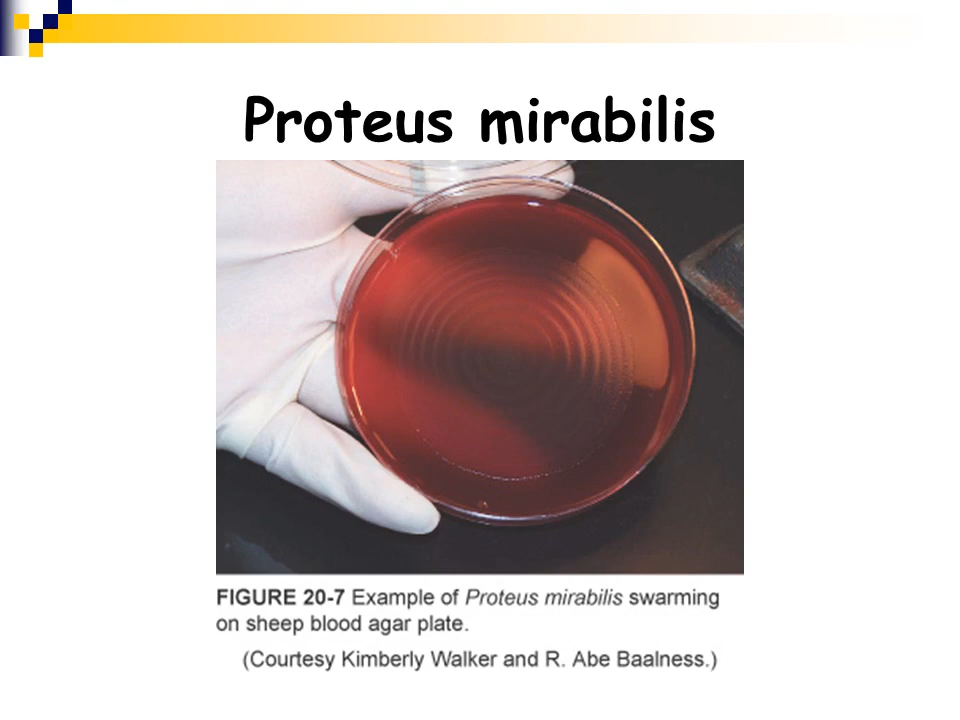 Proteus mirabilis
FIGURE 20-7 Example of Proteus mirabilis swarming
on sheep blood agar plate.
(Courtesy Kimberly Walker and R. Abe Baalness.)